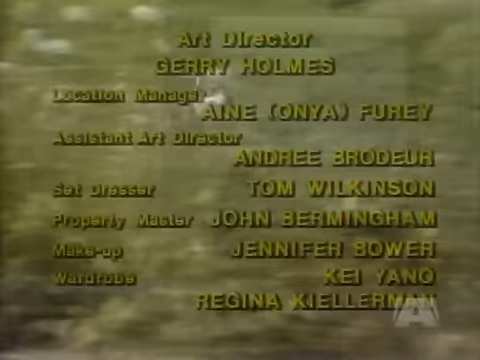 Art Director
GERRY HOLMES
Location Manager
AINE (ONYA) FUREY
Assistant Art Director
ANDREE BRODEUR
Set Dresser TOM WILKINSON
Property Master JOHN BERMINGHAM
Make-up JENNIFER BOWER
Wardrobe KEI YANO
REGINA KIELLERMAN
A